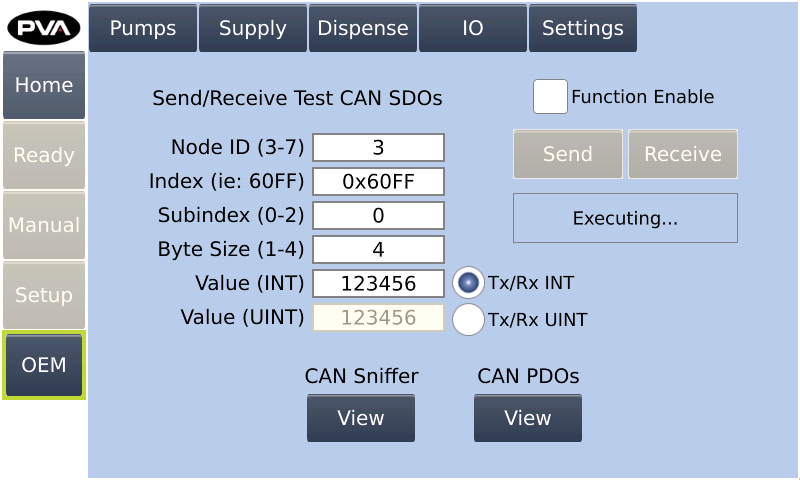 PVA
Pumps
Supply
Dispense
IO
Settings
Home
Ready
Manual
Setup
OEM
Send/Receive Test CAN SDOs
Function Enable
Node ID (3-7) 3
Index (ie: 60FF) 0x60FF
Subindex (0-2) 0
Byte Size (1-4) 4
Value (INT) 123456
Tx/Rx INT
Value (UINT) 123456
Tx/Rx UINT
Send
Receive
Executing...
CAN Sniffer
View
CAN PDOs
View